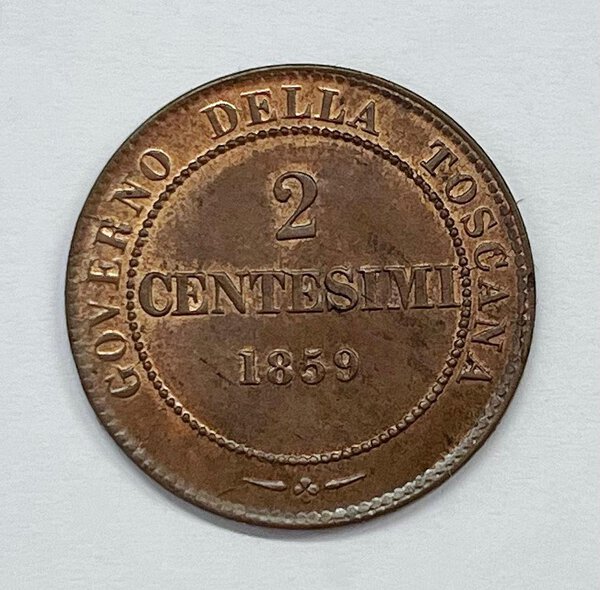 GOVERNO DELLA TOSCANA
2
CENTESIMI
1859